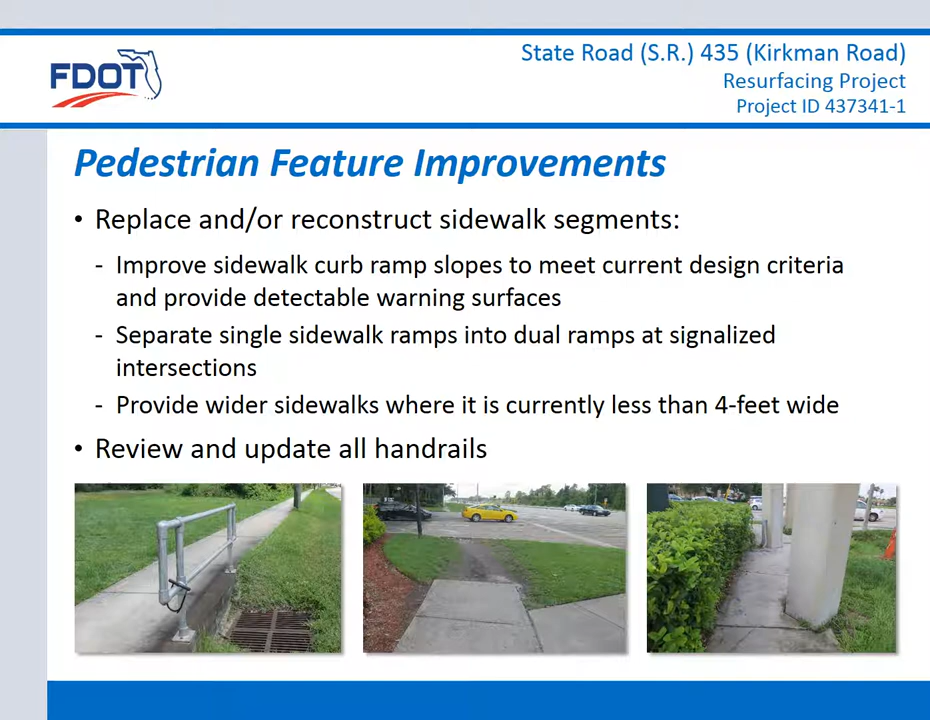 FDOT
State Road (S.R.) 435 (Kirkman Road)
Resurfacing Project
Project ID 437341-1
Pedestrian Feature Improvements
• Replace and/or reconstruct sidewalk segments:
- Improve sidewalk curb ramp slopes to meet current design criteria
and provide detectable warning surfaces
- Separate single sidewalk ramps into dual ramps at signalized
intersections
- Provide wider sidewalks where it is currently less than 4-feet wide
• Review and update all handrails